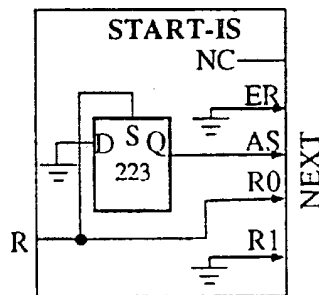 START-IS
NC
ER
D S Q
AS
223
R0
R
R1
NEXT